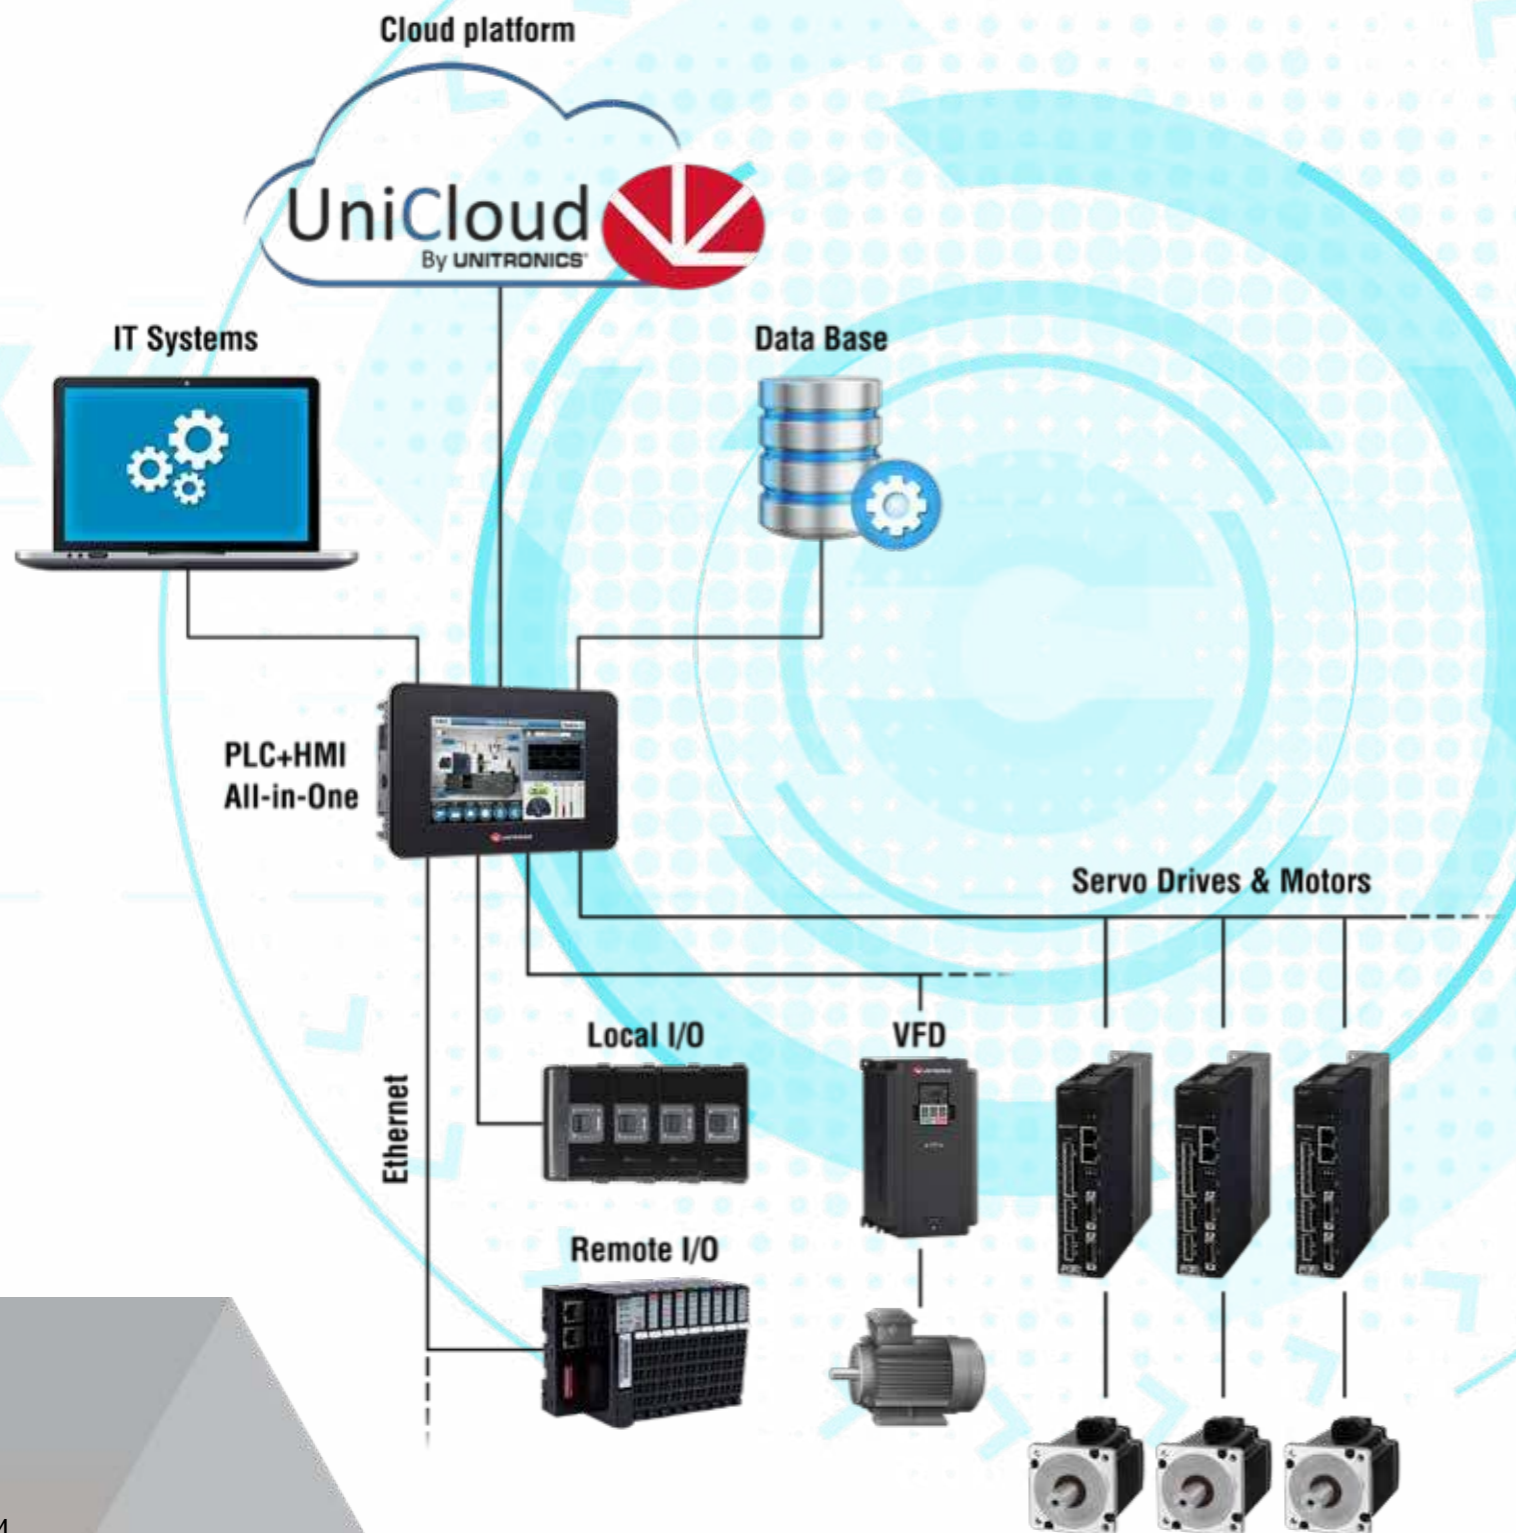 Cloud platform
UniCloud
By UNITRONICS®
IT Systems
Data Base
PLC+HMI
All-in-One
Servo Drives & Motors
Local I/O
VFD
Ethernet
Remote I/O